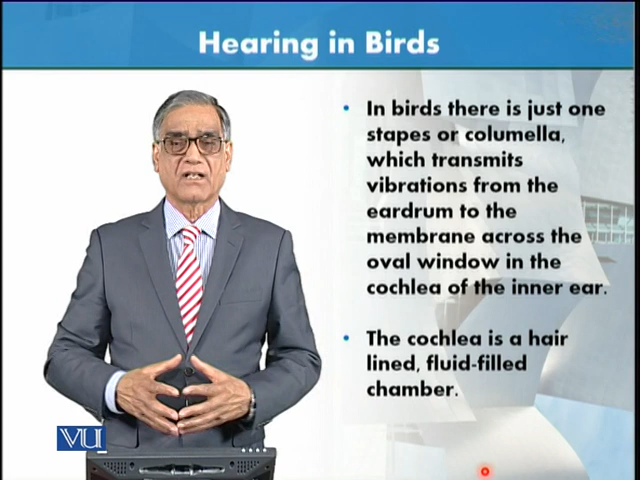 Hearing in Birds
• In birds there is just one
stapes or columella,
which transmits
vibrations from the
eardrum to the
membrane across the
oval window in the
cochlea of the inner ear.
• The cochlea is a hair
lined, fluid-filled
chamber.
VU